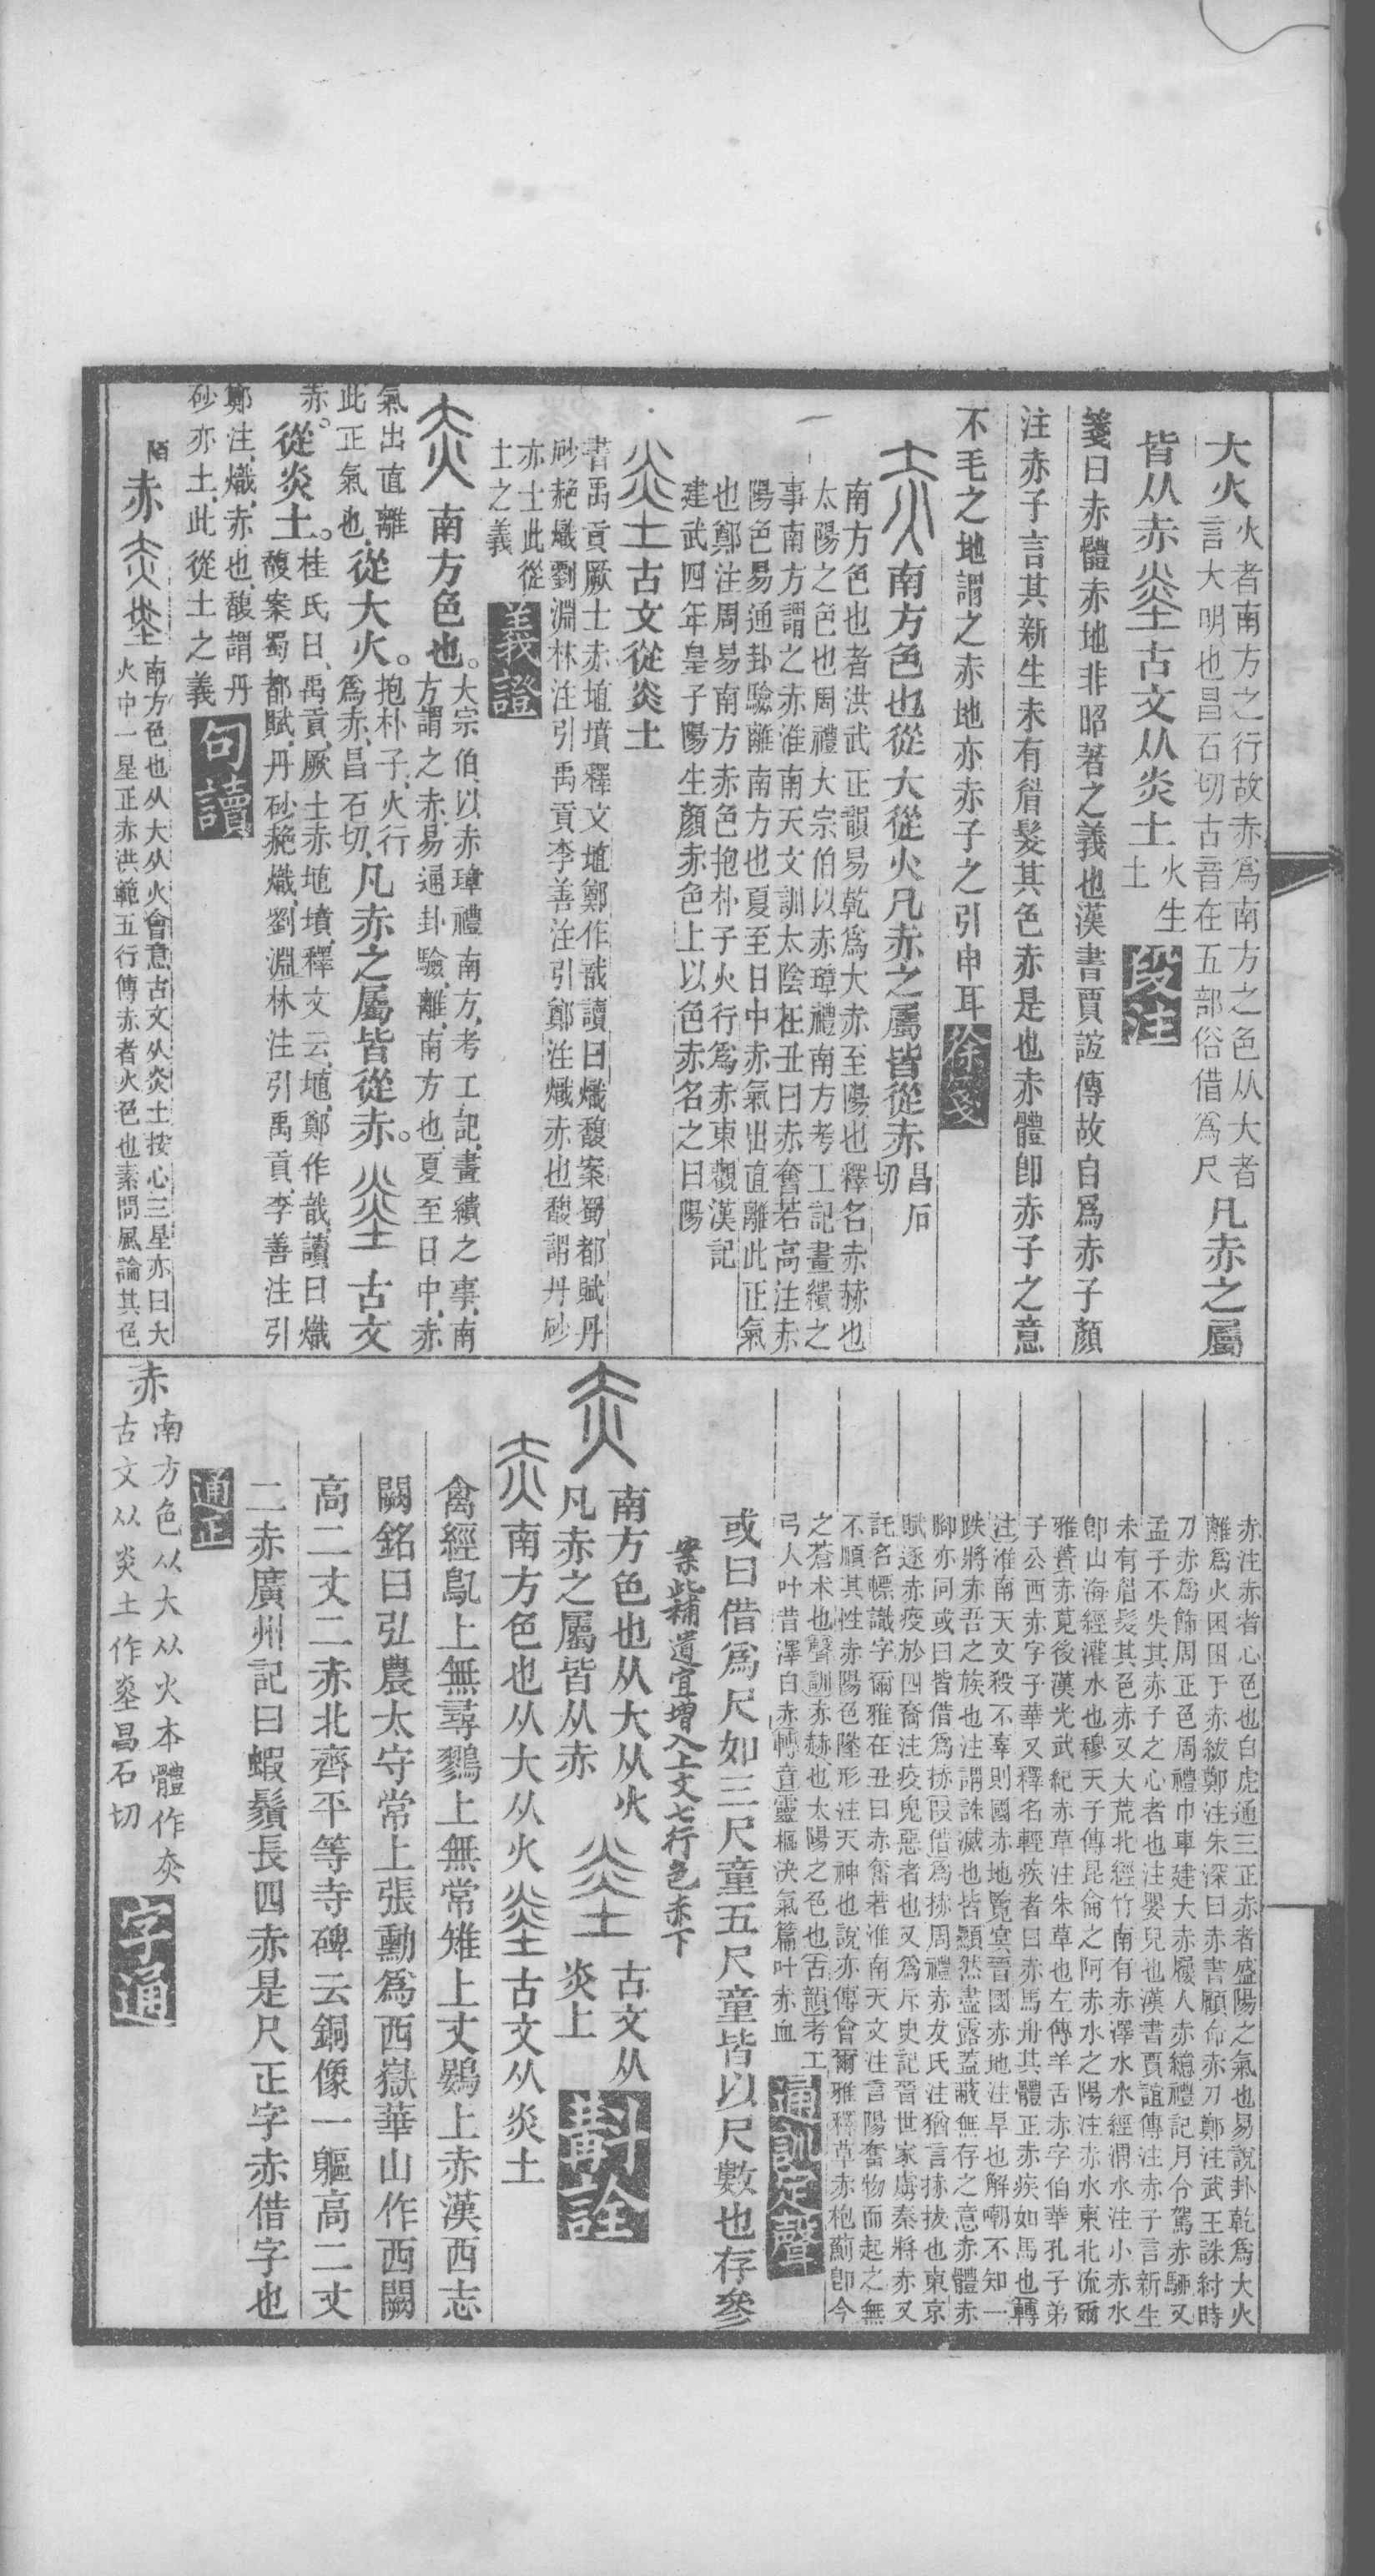 大火火者南方之行故赤爲南方之色从大者
言大明也昌石切古音在五部俗借爲尺
凡赤之屬
皆从赤 烾古文从炎土火生
土
段注
箋曰赤體赤地非昭著之義也漢書賈誼傳故自爲赤子顏
注赤子言其新生未有眉髮其色赤是也赤體卽赤子之意
不毛之地謂之赤地亦赤子之引申耳
徐箋
赤南方色也從大從火凡赤之屬皆從赤昌石
切
南方色也者洪武正韻易乾爲大赤至陽也釋名赤赫也
太陽之色也周禮大宗伯以赤璋禮南方考工記畫繢之
事南方謂之赤淮南天文訓太陰在丑曰赤奮若高注赤
陽色易通卦驗離南方也夏至日中赤氣出直離此正氣
也鄭注周易南方赤色抱朴子火行爲赤東觀漢記
建武四年皇子陽生顏赤色上以色赤名之曰陽
烾古文從炎土
書禹貢厥土赤埴墳釋文埴鄭作戠讀曰熾馥案蜀都賦丹
砂赩熾劉淵林注引禹貢李善注引鄭注熾赤也馥謂丹砂
亦土此從
土之義
義證
赤南方色也。大宗伯、以赤璋禮南方、考工記、畫繢之事、南
方謂之赤、易通卦驗、離、南方也、夏至日中、赤
氣出直離
此正氣也、
從大火。抱朴子、火行
爲赤、昌石切、
凡赤之屬皆從赤。烾古文
赤。從炎土。桂氏曰、禹貢、厥土赤埴墳、釋文云、埴、鄭作戠、讀曰熾
馥案蜀都賦、丹砂赩熾、劉淵林注引禹貢、李善注引
鄭注、熾、赤也、馥謂丹
砂亦土、此從土之義
句讀
赤 赤 烾南方色也从大从火會意古文从炎土按心三星亦曰大
火中一星正赤洪範五行傳赤者火色也素問風論其色
赤注赤者心色也白虎通三正赤者盛陽之氣也易說卦乾爲大火
離爲火困困于赤紱鄭注朱深曰赤書顧命赤刀鄭注武王誅紂時
刀赤爲飾周正色周禮巾車建大赤履人赤繶禮記月令駕赤騮又
孟子不失其赤子之心者也注嬰兒也漢書賈誼傳注赤子言新生
未有眉髮其色赤又大荒北經竹南有赤澤水水經泗水注小赤水
卽山海經灌水也穆天子傳昆侖之阿赤水之陽注赤水東北流爾
雅蕢赤莧後漢光武紀赤草注朱草也左傳羊舌赤字伯華孔子弟
子公西赤字子華又釋名輕疾者曰赤馬舟其體正赤疾如馬也轉
注淮南天文殺不辜則國赤地覽冥晉國赤地注旱也解嘲不知一
跌將赤吾之族也注謂誅滅也皆顯然盡露蓋蔽無存之意赤體赤
腳亦同或曰皆借爲捇叚借爲捇周禮赤犮氏注猶言捇拔也東京
賦逐赤疫於四裔注疫鬼惡者也又爲斥史記晉世家虜秦將赤又
託名幖識字爾雅在丑曰赤奮若淮南天文注言陽奮物而起之無
不順其性赤陽色墬形注天神也說亦傳會爾雅釋草赤枹薊卽今
之蒼术也聲訓赤赫也太陽之色也古韻考工
弓人叶昔澤白赤轉音靈樞決氣篇叶赤血
通訓定聲
或曰借爲尺如三尺童五尺童皆以尺數也存參
案此補遺宜增入上文七行色赤下
赤南方色也从大从火
凡赤之屬皆从赤
烾古文从
炎上
斠詮
赤南方色也从大从火烾古文从炎土
禽經鳧上無尋鷚上無常雉上丈鷃上赤漢西志
闕銘曰弘農太守常上張勳爲西嶽華山作西闕
高二丈二赤北齊平等寺碑云銅像一軀高二丈
二赤廣州記曰蝦鬚長四赤是尺正字赤借字也
通正
赤南方色从大从火本體作灻
古文从炎土作烾昌石切
字通